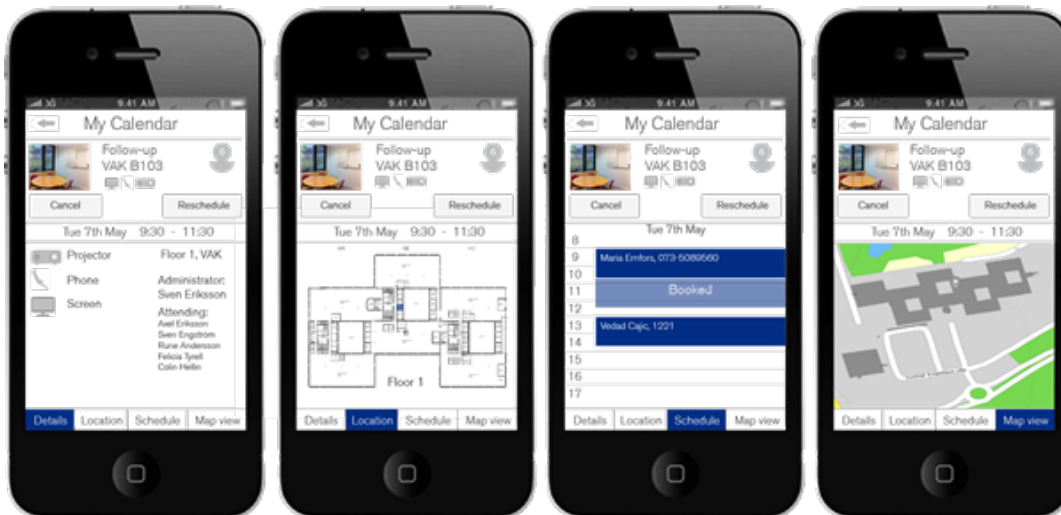 3G 9:41 AM
My Calendar
Follow-up
VAK B103
Cancel Reschedule
Tue 7th May 9:30 - 11:30
Projector
Phone
Screen
Floor 1, VAK
Administrator:
Sven Eriksson
Attending:
Axel Eriksson
Sven Engström
Rune Andersson
Felicia Tyrell
Colin Hellin
Details Location Schedule Map view
3G 9:41 AM
My Calendar
Follow-up
VAK B103
Cancel Reschedule
Tue 7th May 9:30 - 11:30
Floor 1
Details Location Schedule Map view
3G 9:41 AM
My Calendar
Follow-up
VAK B103
Cancel Reschedule
Tue 7th May
8
9 Maria Ernfors, 073-5089560
10
11 Booked
12
13 Vedad Cajic, 1221
14
15
16
17
Details Location Schedule Map view
3G 9:41 AM
My Calendar
Follow-up
VAK B103
Cancel Reschedule
Tue 7th May 9:30 - 11:30
Details Location Schedule Map view